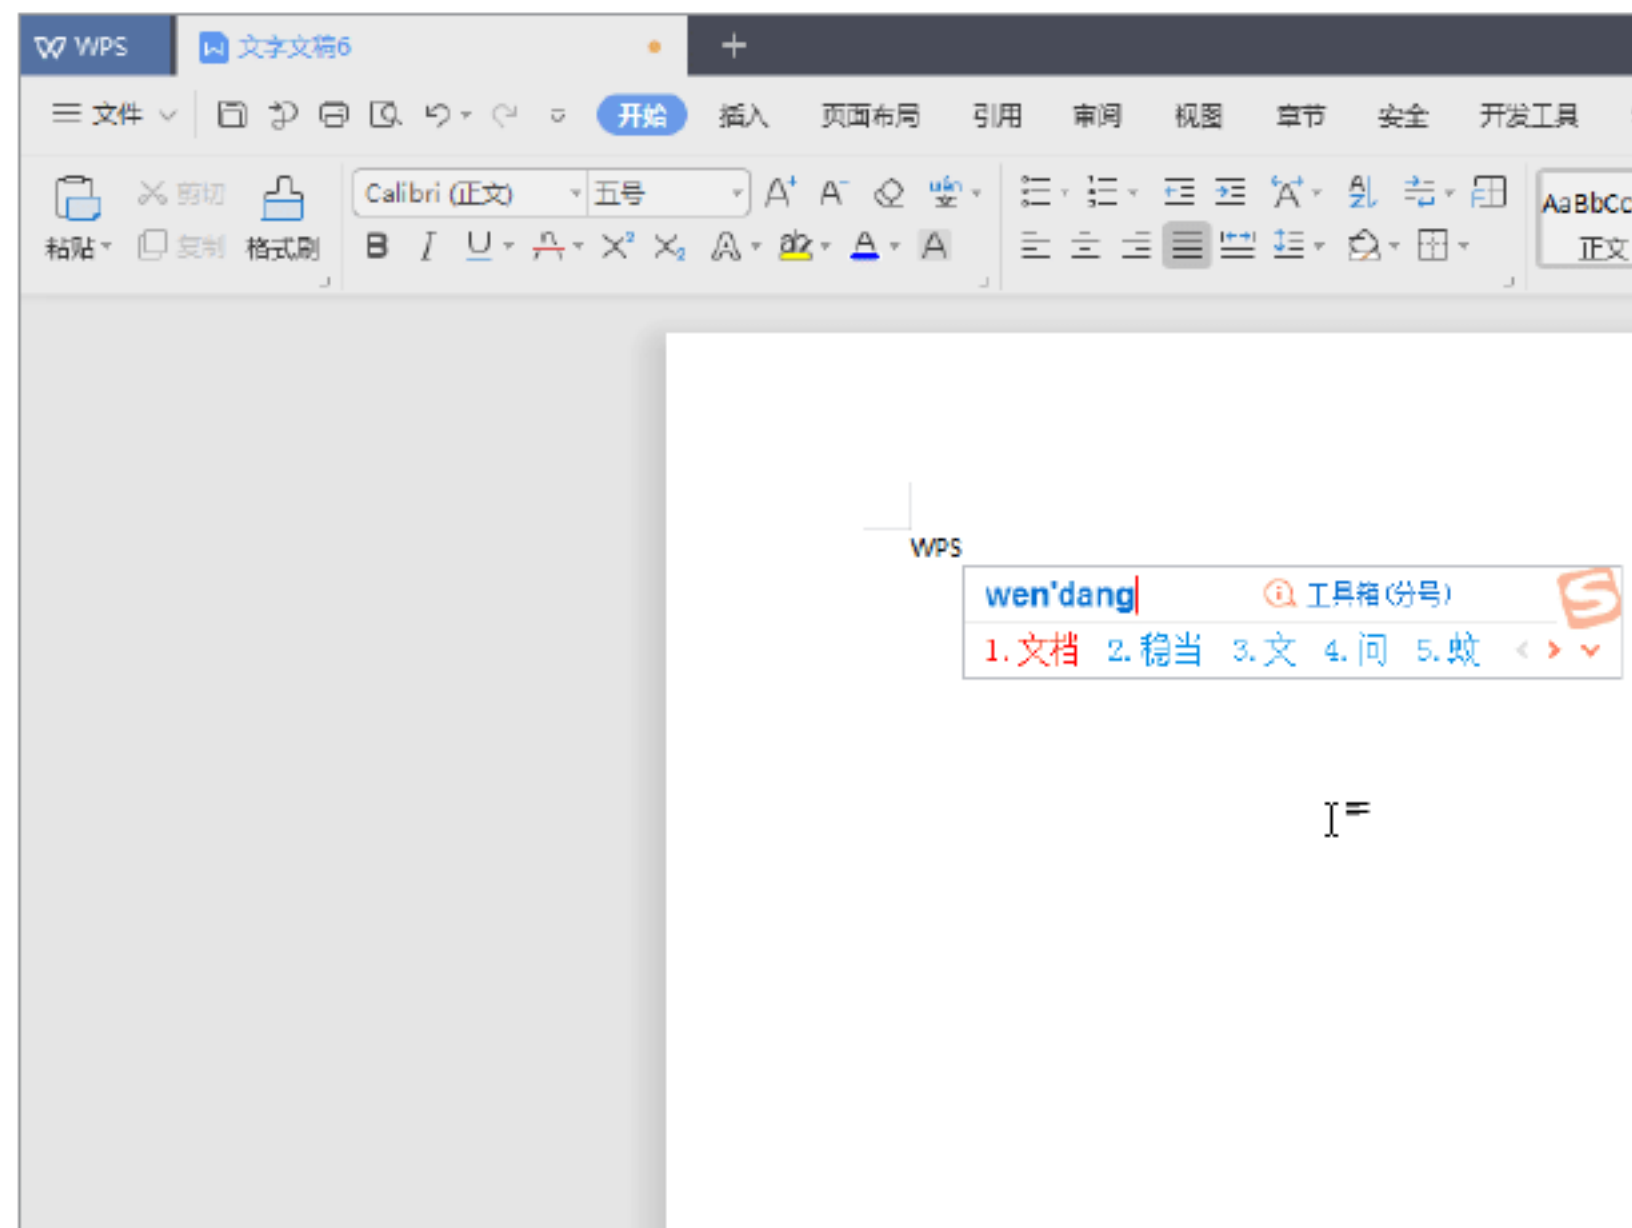 WPS 文字文稿6
文件 开始 插入 页面布局 引用 审阅 视图 章节 安全 开发工具
剪切 Calibri (正文) 五号 AaBbCc
粘贴 复制 格式刷 B I U 正文
WPS
wen'dang 工具箱(分号)
1.文档 2.稳当 3.文 4.问 5.蚊